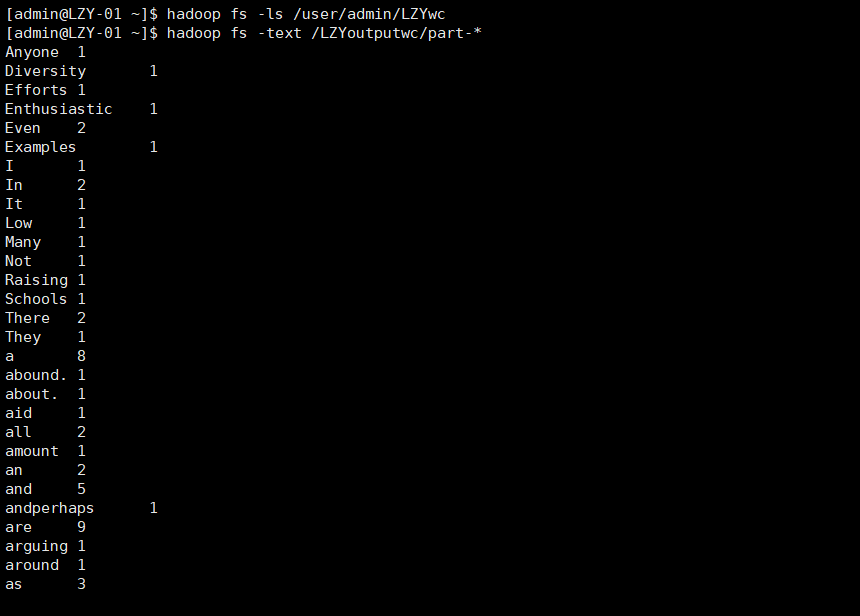 [admin@LZY-01 ~]$ hadoop fs -ls /user/admin/LZYwc
[admin@LZY-01 ~]$ hadoop fs -text /LZYoutputwc/part-*
Anyone	1
Diversity	1
Efforts	1
Enthusiastic	1
Even	2
Examples	1
I	1
In	2
It	1
Low	1
Many	1
Not	1
Raising	1
Schools	1
There	2
They	1
a	8
abound.	1
about.	1
aid	1
all	2
amount	1
an	2
and	5
andperhaps	1
are	9
arguing	1
around	1
as	3